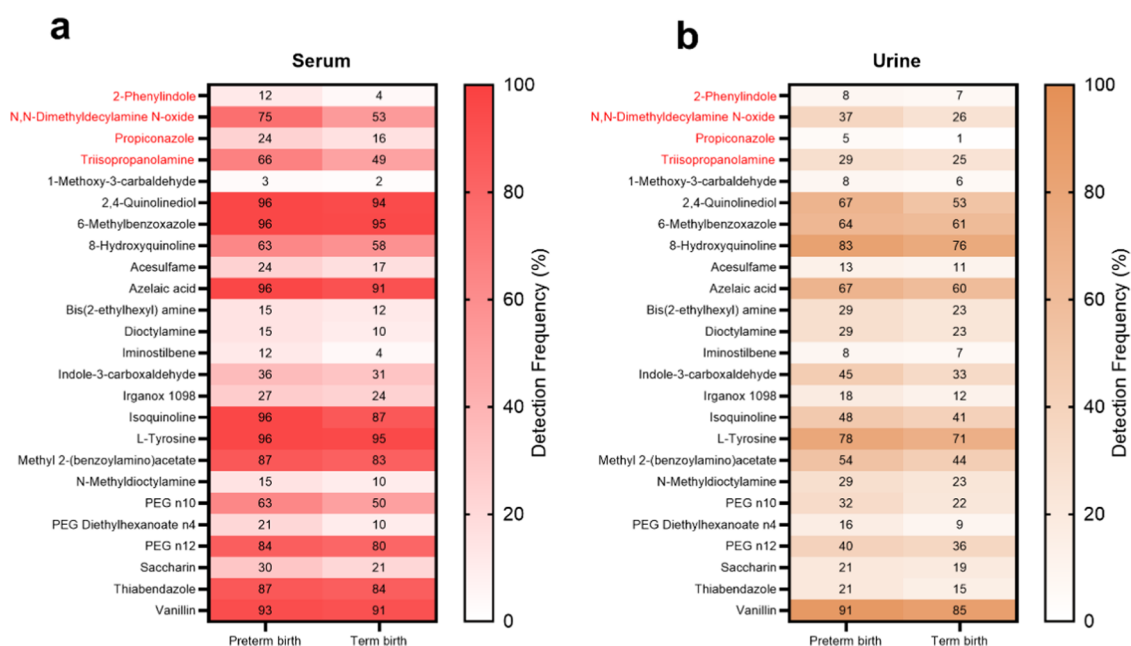 a
Serum
2-Phenylindole 12 4
N,N-Dimethyldecylamine N-oxide 75 53
Propiconazole 24 16
Triisopropanolamine 66 49
1-Methoxy-3-carbaldehyde 3 2
2,4-Quinolinediol 96 94
6-Methylbenzoxazole 96 95
8-Hydroxyquinoline 63 58
Acesulfame 24 17
Azelaic acid 96 91
Bis(2-ethylhexyl) amine 15 12
Dioctylamine 15 10
Iminostilbene 12 4
Indole-3-carboxaldehyde 36 31
Irganox 1098 27 24
Isoquinoline 96 87
L-Tyrosine 96 95
Methyl 2-(benzoylamino)acetate 87 83
N-Methyldioctylamine 15 10
PEG n10 63 50
PEG Diethylhexanoate n4 21 10
PEG n12 84 80
Saccharin 30 21
Thiabendazole 87 84
Vanillin 93 91
Preterm birth Term birth
100
80
60
40
20
0
Detection Frequency (%)
b
Urine
2-Phenylindole 8 7
N,N-Dimethyldecylamine N-oxide 37 26
Propiconazole 5 1
Triisopropanolamine 29 25
1-Methoxy-3-carbaldehyde 8 6
2,4-Quinolinediol 67 53
6-Methylbenzoxazole 64 61
8-Hydroxyquinoline 83 76
Acesulfame 13 11
Azelaic acid 67 60
Bis(2-ethylhexyl) amine 29 23
Dioctylamine 29 23
Iminostilbene 8 7
Indole-3-carboxaldehyde 45 33
Irganox 1098 18 12
Isoquinoline 48 41
L-Tyrosine 78 71
Methyl 2-(benzoylamino)acetate 54 44
N-Methyldioctylamine 29 23
PEG n10 32 22
PEG Diethylhexanoate n4 16 9
PEG n12 40 36
Saccharin 21 19
Thiabendazole 21 15
Vanillin 91 85
Preterm birth Term birth
100
80
60
40
20
0
Detection Frequency (%)